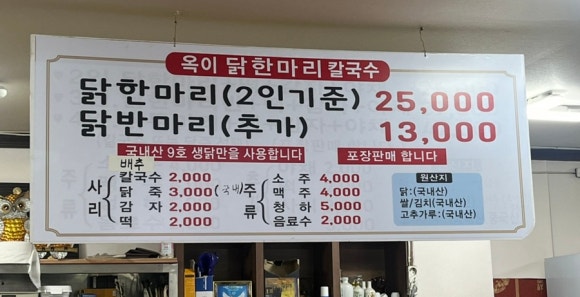 옥이 닭한마리 칼국수
닭한마리(2인기준) 25,000
닭반마리(추가) 13,000
국내산 9호 생닭만을 사용합니다
포장판매 합니다
사리
배추
칼국수 2,000
닭 죽 3,000 (국내)
감 자 2,000
떡 2,000
주류
소 주 4,000
맥 주 4,000
청 하 5,000
음료수 2,000
원산지
닭:(국내산)
쌀/김치(국내산)
고추가루:(국내산)